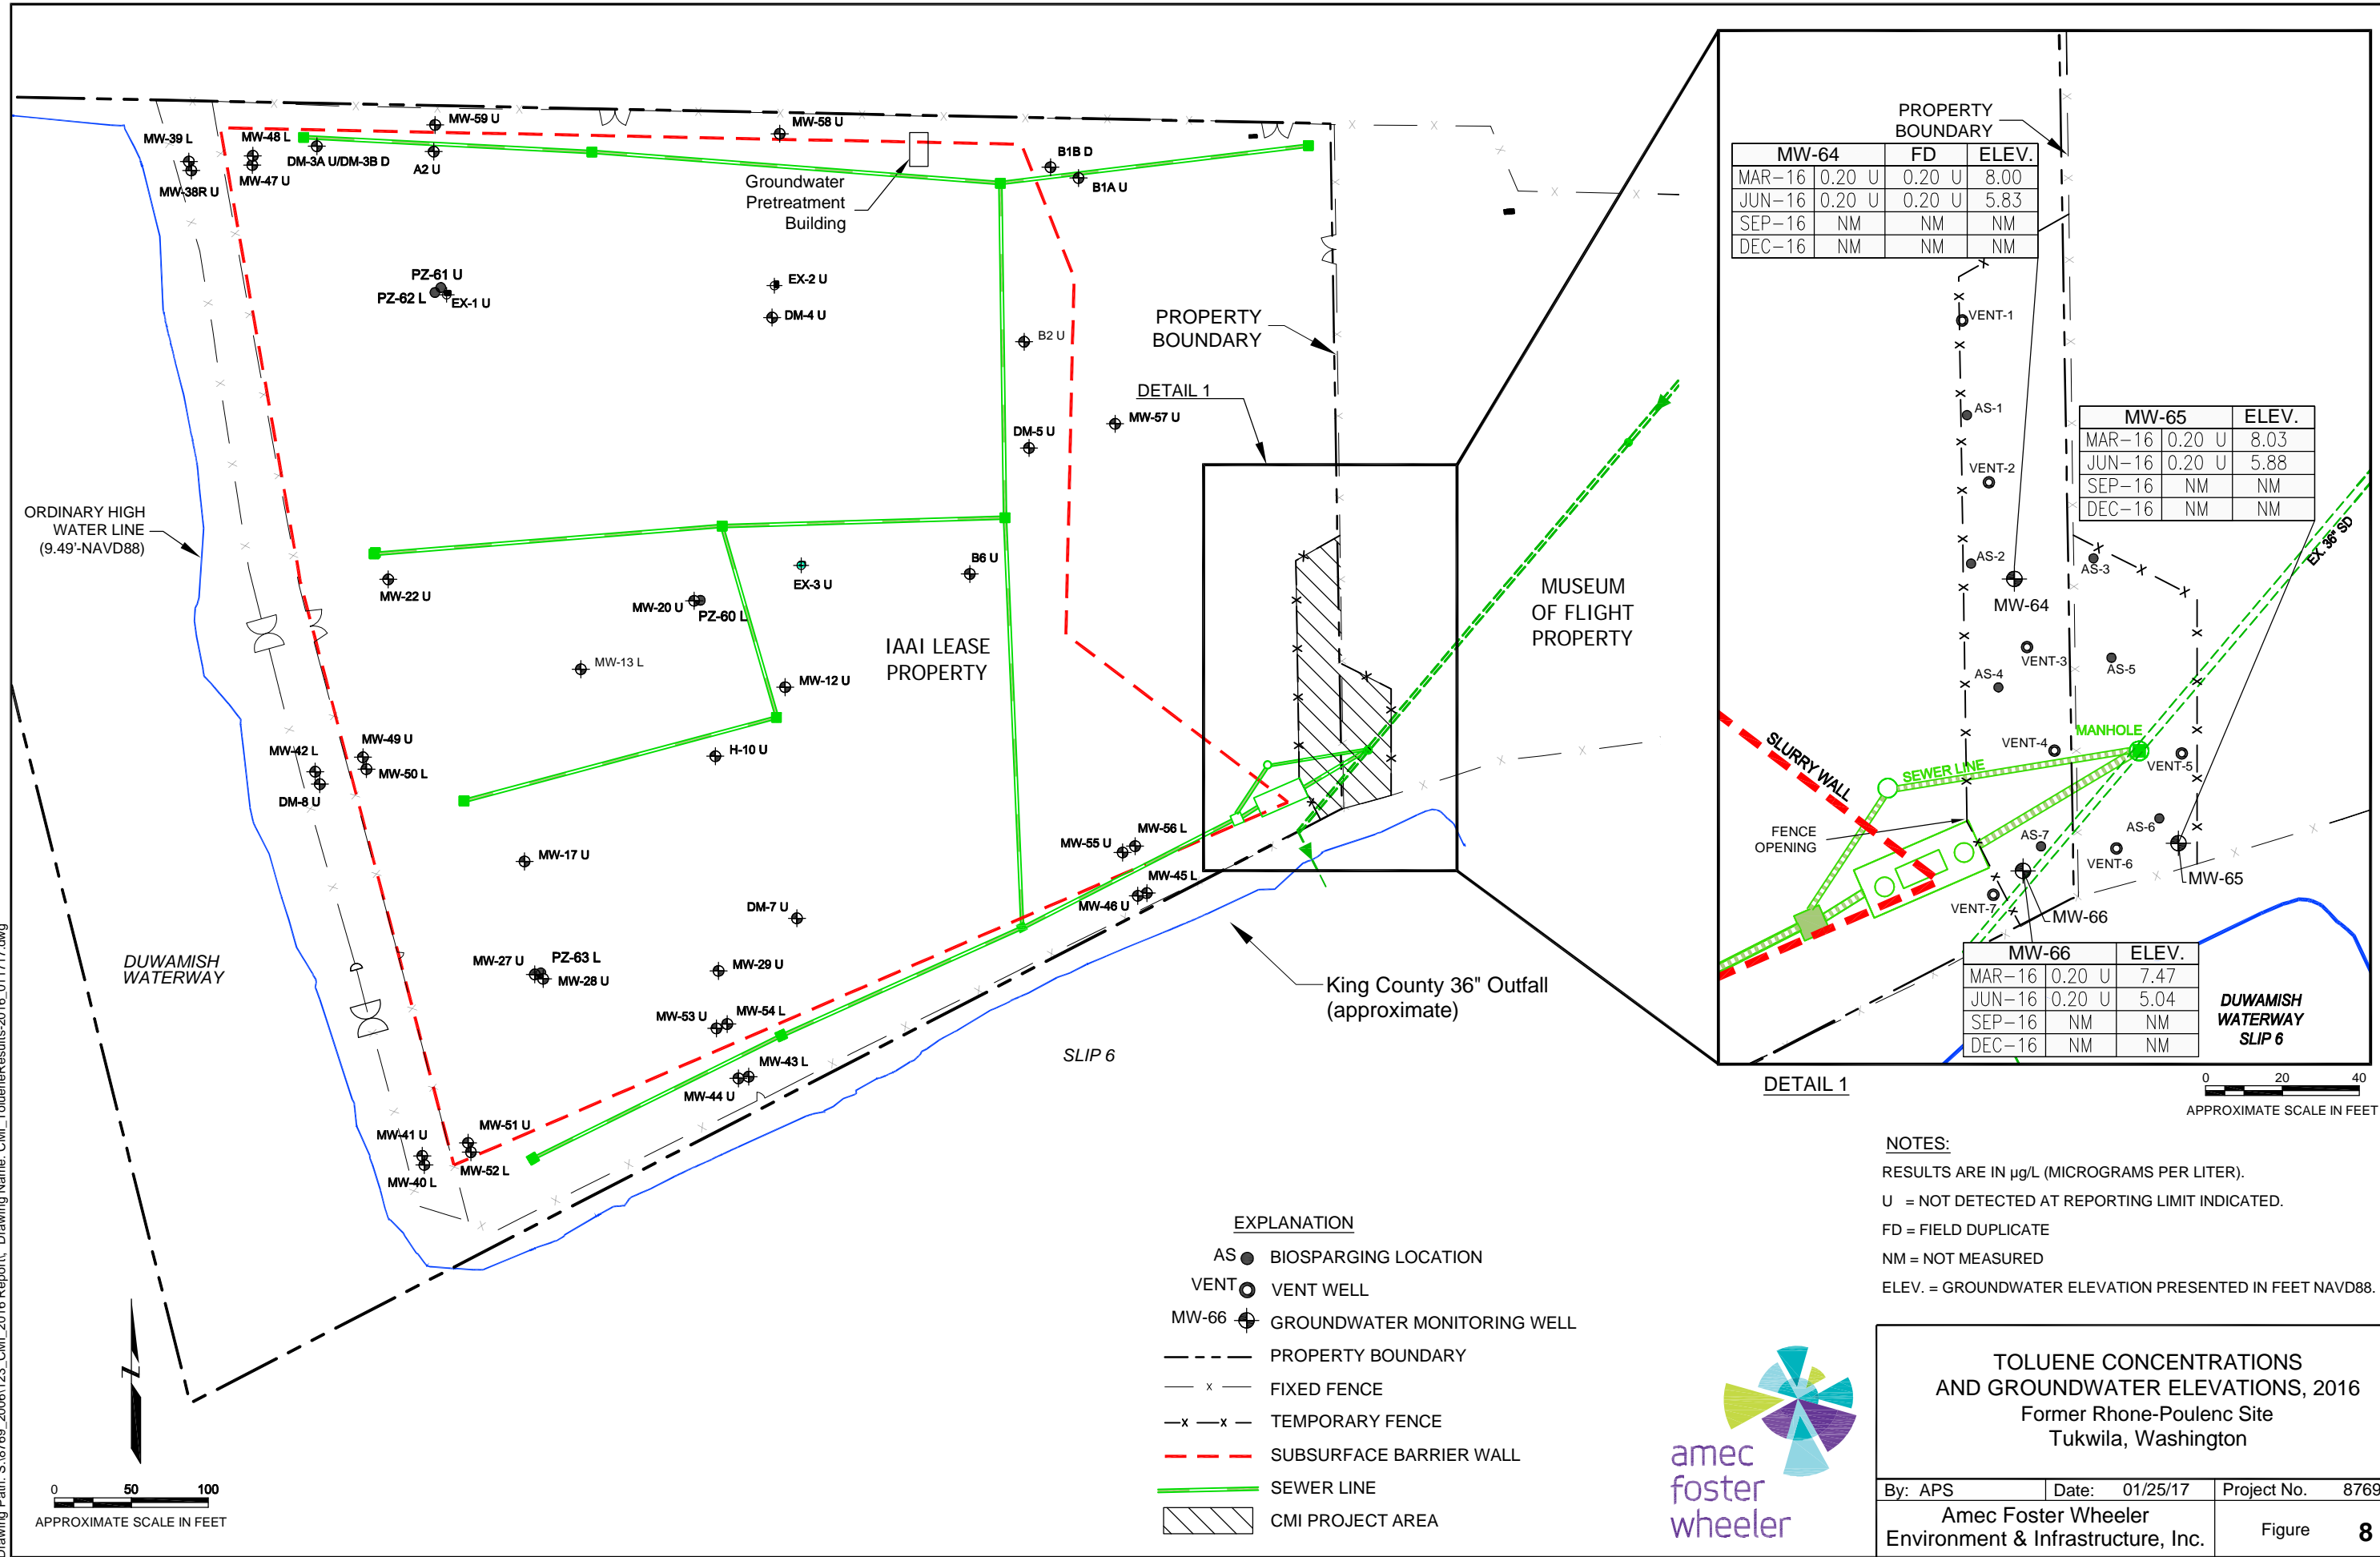 MW-39 L
MW-38R U
MW-48 L
MW-47 U
DM-3A U/DM-3B D
MW-59 U
A2 U
MW-58 U
Groundwater
Pretreatment
Building
B1B D
B1A U
PZ-61 U
PZ-62 L
EX-1 U
EX-2 U
DM-4 U
B2 U
PROPERTY
BOUNDARY
DETAIL 1
MW-57 U
DM-5 U
ORDINARY HIGH
WATER LINE
(9.49'-NAVD88)
MW-22 U
MW-20 U
PZ-60 L
EX-3 U
B6 U
MW-13 L
IAAI LEASE
PROPERTY
MW-12 U
MUSEUM
OF FLIGHT
PROPERTY
H-10 U
MW-42 L
MW-49 U
MW-50 L
DM-8 U
MW-17 U
MW-55 U
MW-56 L
MW-45 L
MW-46 U
DM-7 U
DUWAMISH
WATERWAY
MW-27 U
PZ-63 L
MW-28 U
MW-29 U
MW-53 U
MW-54 L
MW-43 L
MW-44 U
King County 36" Outfall
(approximate)
SLIP 6
MW-41 U
MW-40 L
MW-51 U
MW-52 L
0 50 100
APPROXIMATE SCALE IN FEET
PROPERTY
BOUNDARY
MW-64 FD ELEV.
MAR-16 0.20 U 0.20 U 8.00
JUN-16 0.20 U 0.20 U 5.83
SEP-16 NM NM NM
DEC-16 NM NM NM
VENT-1
AS-1
MW-65 ELEV.
MAR-16 0.20 U 8.03
JUN-16 0.20 U 5.88
SEP-16 NM NM
DEC-16 NM NM
VENT-2
EX. 36" SD
AS-2
AS-3
MW-64
VENT-3
AS-4
AS-5
SLURRY WALL
MANHOLE
VENT-4
VENT-5
SEWER LINE
FENCE
OPENING
AS-7
AS-6
VENT-6
MW-65
VENT-7
MW-66
MW-66 ELEV.
MAR-16 0.20 U 7.47
JUN-16 0.20 U 5.04
SEP-16 NM NM
DEC-16 NM NM
DUWAMISH
WATERWAY
SLIP 6
DETAIL 1
0 20 40
APPROXIMATE SCALE IN FEET
NOTES:
RESULTS ARE IN µg/L (MICROGRAMS PER LITER).
U = NOT DETECTED AT REPORTING LIMIT INDICATED.
FD = FIELD DUPLICATE
NM = NOT MEASURED
ELEV. = GROUNDWATER ELEVATION PRESENTED IN FEET NAVD88.
EXPLANATION
AS BIOSPARGING LOCATION
VENT VENT WELL
MW-66 GROUNDWATER MONITORING WELL
PROPERTY BOUNDARY
x FIXED FENCE
x x TEMPORARY FENCE
SUBSURFACE BARRIER WALL
SEWER LINE
CMI PROJECT AREA
amec
foster
wheeler
TOLUENE CONCENTRATIONS
AND GROUNDWATER ELEVATIONS, 2016
Former Rhone-Poulenc Site
Tukwila, Washington
By: APS Date: 01/25/17 Project No. 8769
Amec Foster Wheeler
Environment & Infrastructure, Inc.
Figure 8